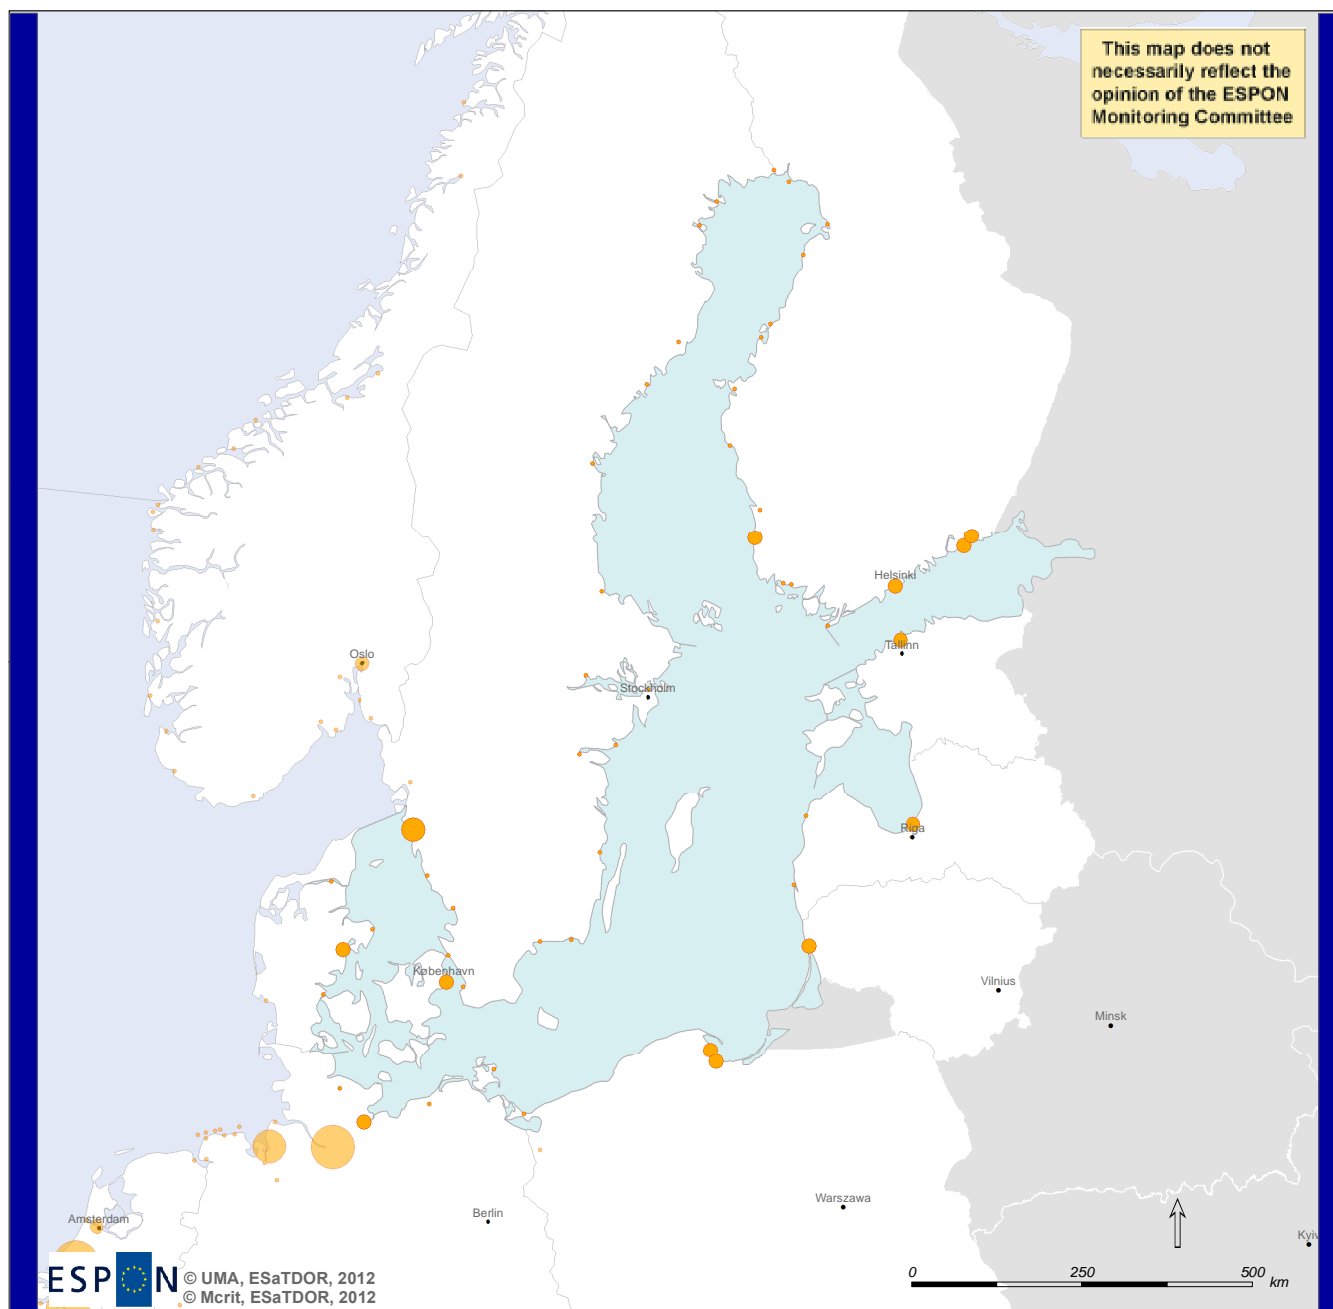 This map does not
necessarily reflect the
opinion of the ESPON
Monitoring Committee
Helsinki
Tallinn
Oslo
Stockholm
Riga
København
Vilnius
Minsk
Warszawa
Berlin
Amsterdam
Kyiv
ESPON
© UMA, ESaTDOR, 2012
© Mcrit, ESaTDOR, 2012
0 250 500 km